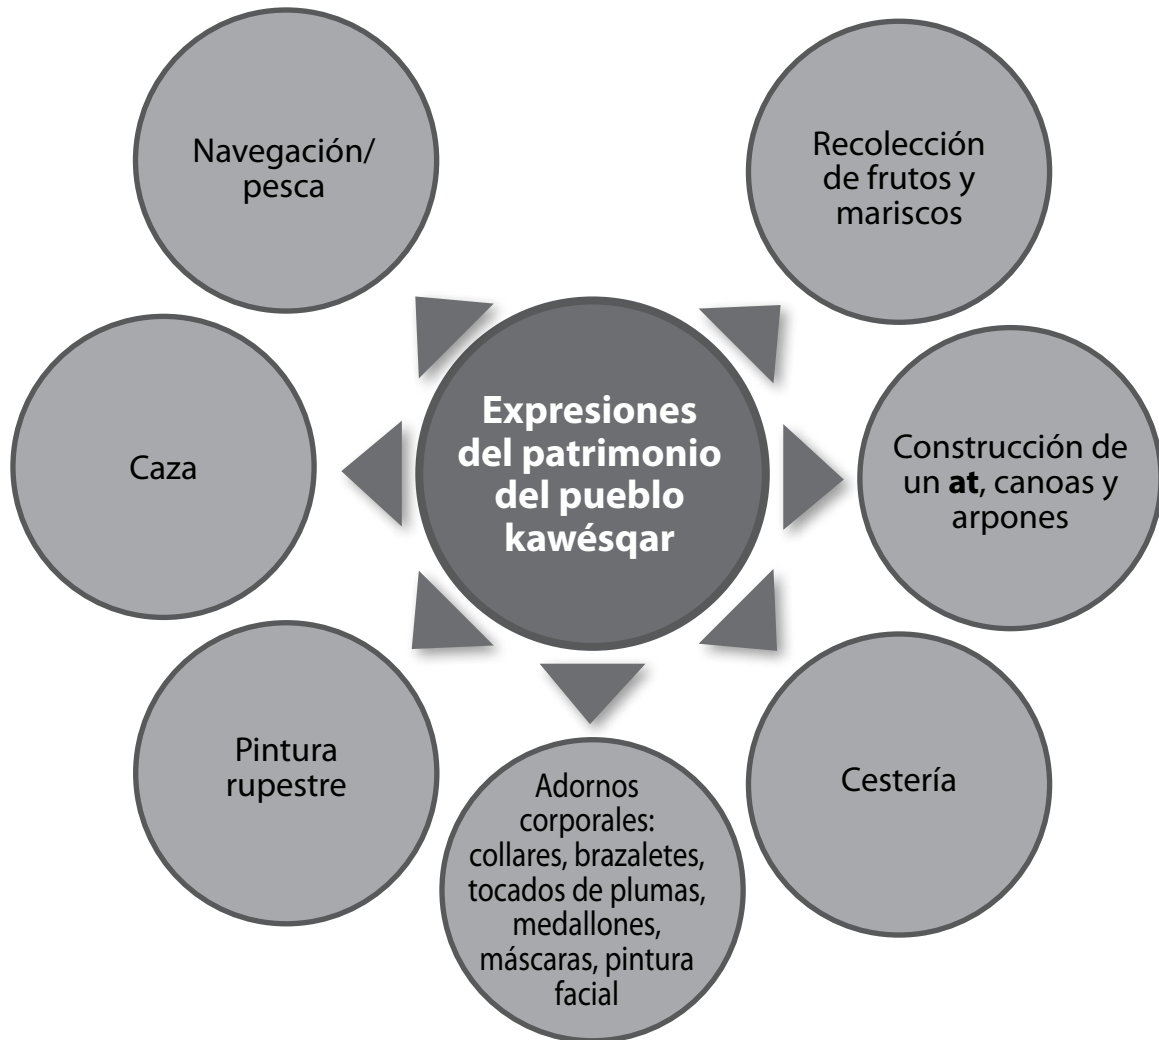 Navegación/
pesca
Recolección
de frutos y
mariscos
Expresiones
del patrimonio
del pueblo
kawésqar
Caza
Construcción de
un at, canoas y
arpones
Pintura
rupestre
Adornos
corporales:
collares, brazaletes,
tocados de plumas,
medallones,
máscaras, pintura
facial
Cestería